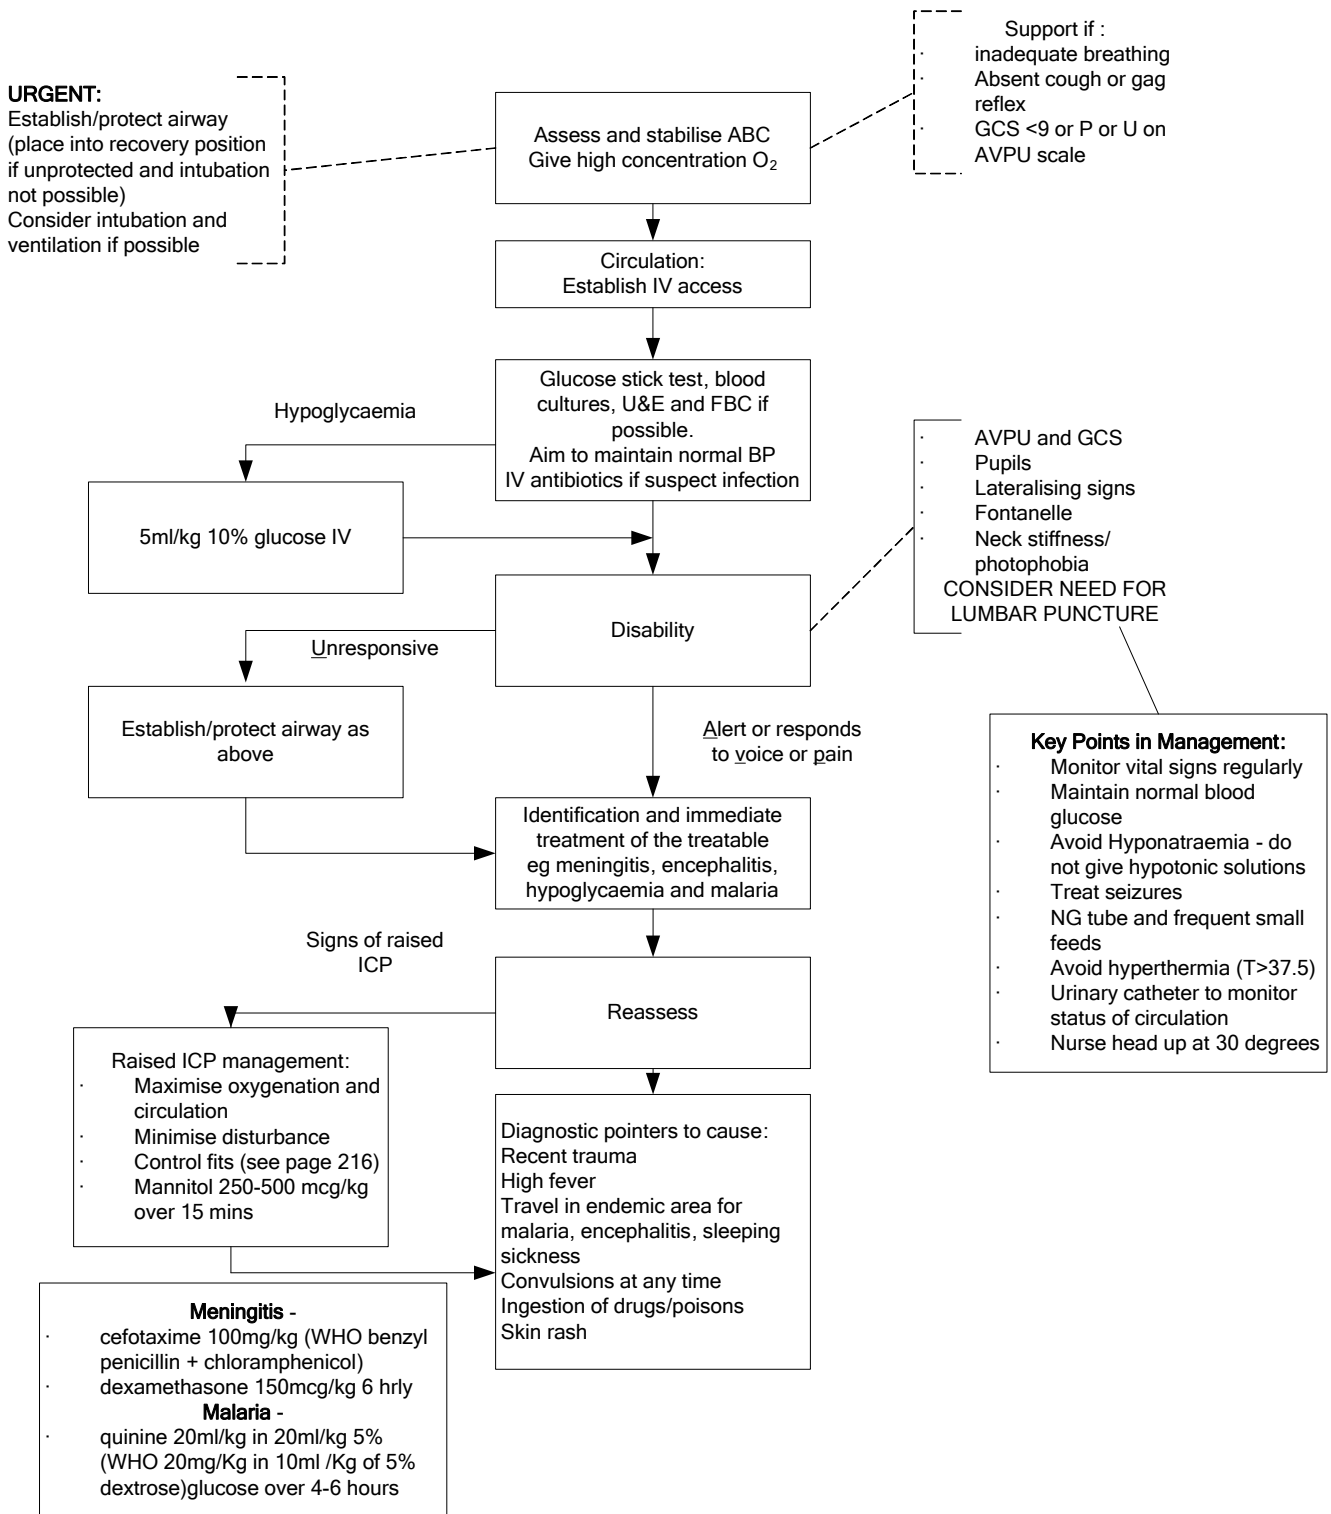 URGENT:
Establish/protect airway
(place into recovery position
if unprotected and intubation
not possible)
Consider intubation and
ventilation if possible
Assess and stabilise ABC
Give high concentration O₂
Support if :
· inadequate breathing
· Absent cough or gag
reflex
· GCS <9 or P or U on
AVPU scale
Circulation:
Establish IV access
Glucose stick test, blood
cultures, U&E and FBC if
possible.
Aim to maintain normal BP
IV antibiotics if suspect infection
Hypoglycaemia
5ml/kg 10% glucose IV
· AVPU and GCS
· Pupils
· Lateralising signs
· Fontanelle
· Neck stiffness/
photophobia
CONSIDER NEED FOR
LUMBAR PUNCTURE
Disability
Unresponsive
Establish/protect airway as
above
Alert or responds
to voice or pain
Key Points in Management:
· Monitor vital signs regularly
· Maintain normal blood
glucose
· Avoid Hyponatraemia - do
not give hypotonic solutions
· Treat seizures
· NG tube and frequent small
feeds
· Avoid hyperthermia (T>37.5)
· Urinary catheter to monitor
status of circulation
· Nurse head up at 30 degrees
Identification and immediate
treatment of the treatable
eg meningitis, encephalitis,
hypoglycaemia and malaria
Signs of raised
ICP
Reassess
Raised ICP management:
· Maximise oxygenation and
circulation
· Minimise disturbance
· Control fits (see page 216)
· Mannitol 250-500 mcg/kg
over 15 mins
Diagnostic pointers to cause:
Recent trauma
High fever
Travel in endemic area for
malaria, encephalitis, sleeping
sickness
Convulsions at any time
Ingestion of drugs/poisons
Skin rash
Meningitis -
· cefotaxime 100mg/kg (WHO benzyl
penicillin + chloramphenicol)
· dexamethasone 150mcg/kg 6 hrly
Malaria -
· quinine 20ml/kg in 20ml/kg 5%
(WHO 20mg/Kg in 10ml /Kg of 5%
dextrose)glucose over 4-6 hours